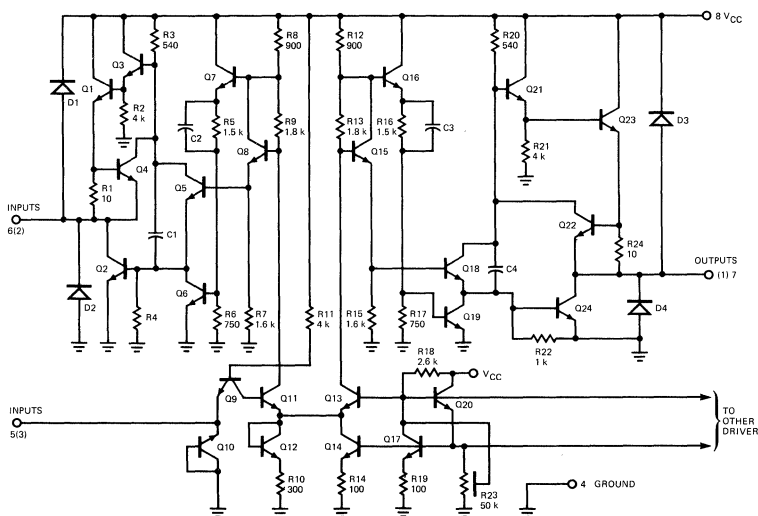 8 VCC
R3
540
R8
900
R12
900
R20
540
Q1
Q3
Q7
Q16
Q21
D1
R2
4 k
C2
R5
1.5 k
R9
1.8 k
Q8
R13
1.8 k
R16
1.5 k
C3
Q15
Q23
D3
R21
4 k
Q4
R1
10
Q5
Q22
R24
10
INPUTS
6(2)
C1
Q2
D2
R4
Q6
R6
750
R7
1.6 k
R11
4 k
R15
1.6 k
Q18
C4
Q19
R17
750
Q24
R22
1 k
D4
OUTPUTS
(1) 7
R18
2.6 k
VCC
Q9
Q11
Q13
Q20
INPUTS
5(3)
Q10
Q12
Q14
Q17
R10
300
R14
100
R19
100
R23
50 k
TO
OTHER
DRIVER
4 GROUND